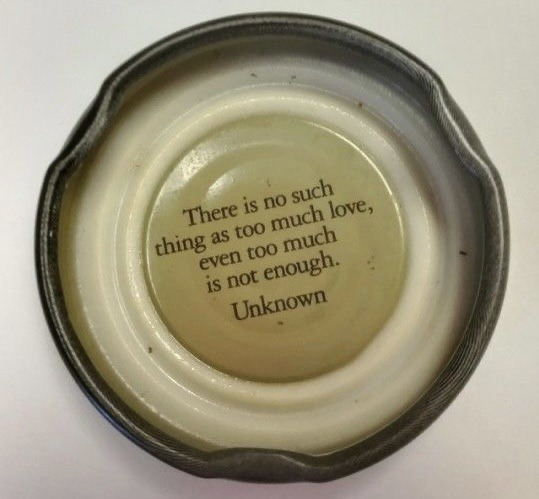 There is no such
thing as too much love,
even too much
is not enough.
Unknown